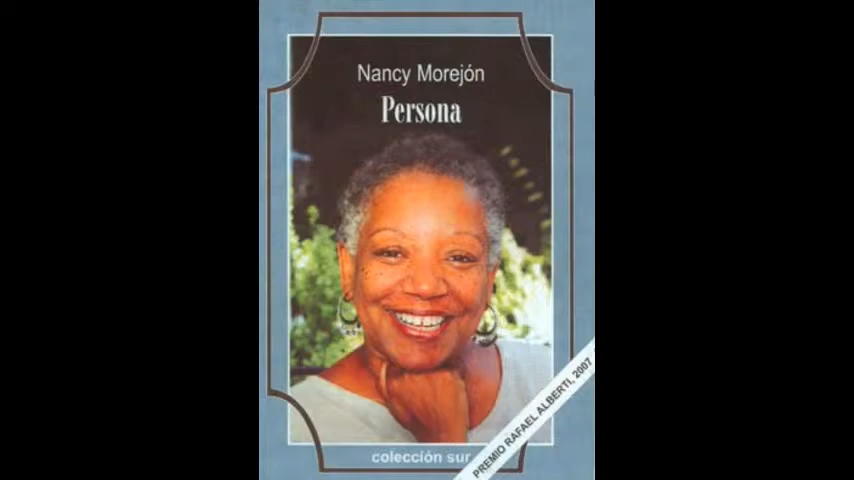 Nancy Morejón
Persona
colección sur
PREMIO RAFAEL ALBERTI, 2007